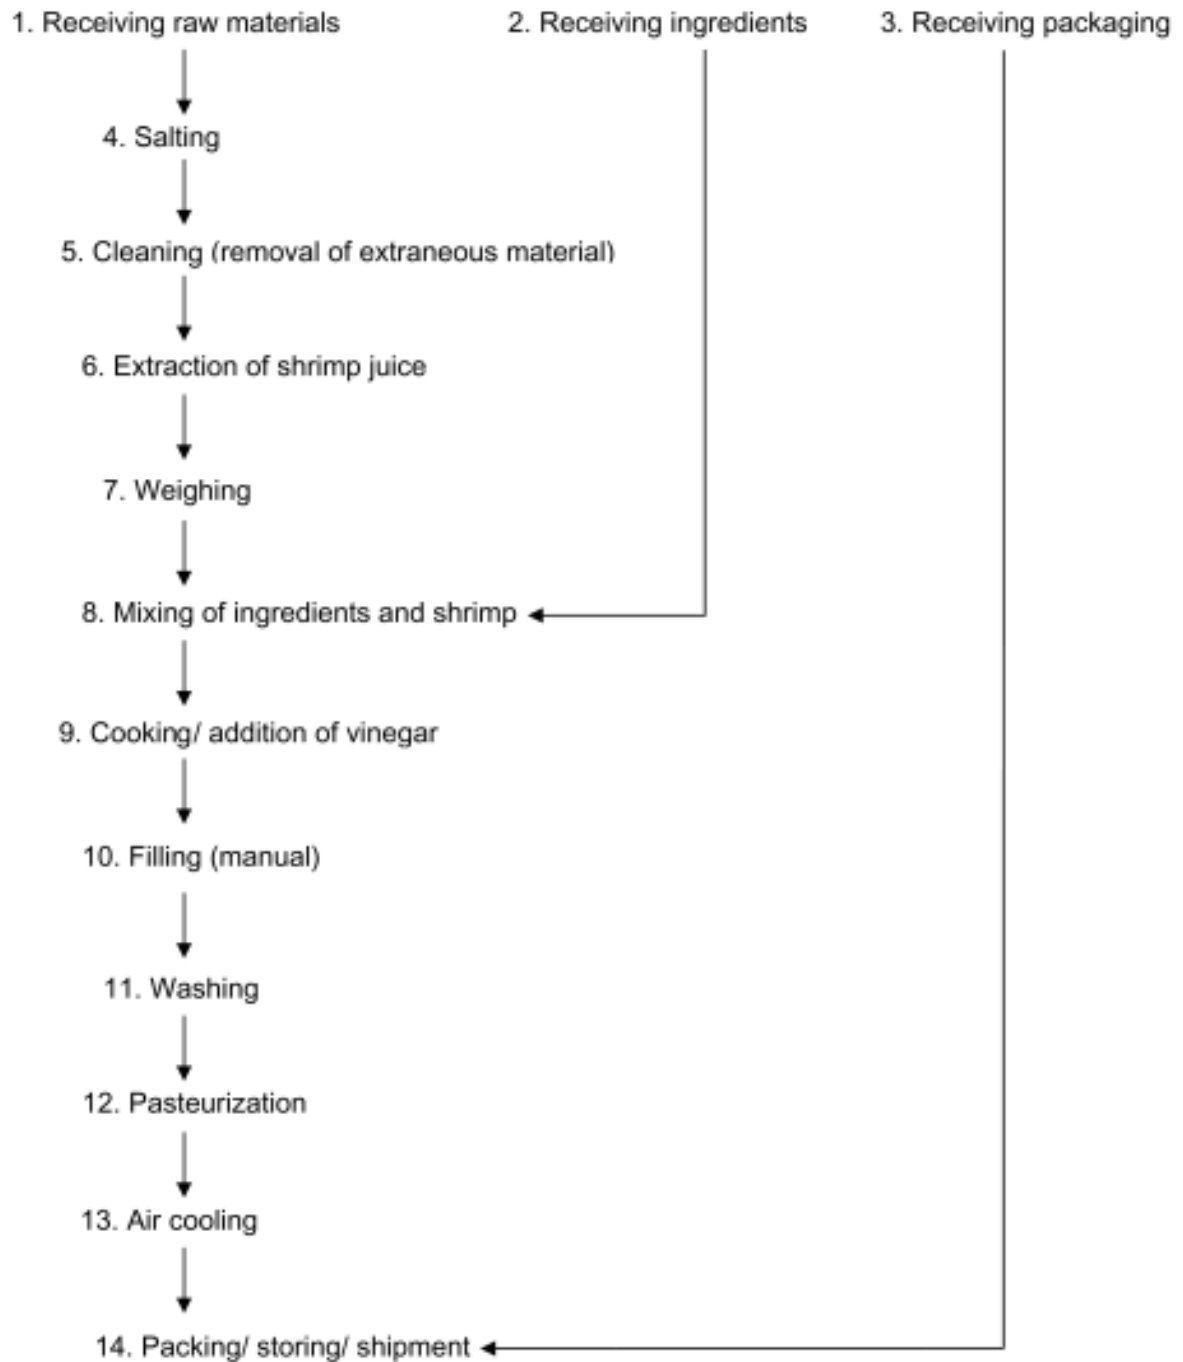 1. Receiving raw materials
2. Receiving ingredients
3. Receiving packaging
4. Salting
5. Cleaning (removal of extraneous material)
6. Extraction of shrimp juice
7. Weighing
8. Mixing of ingredients and shrimp
9. Cooking/ addition of vinegar
10. Filling (manual)
11. Washing
12. Pasteurization
13. Air cooling
14. Packing/ storing/ shipment